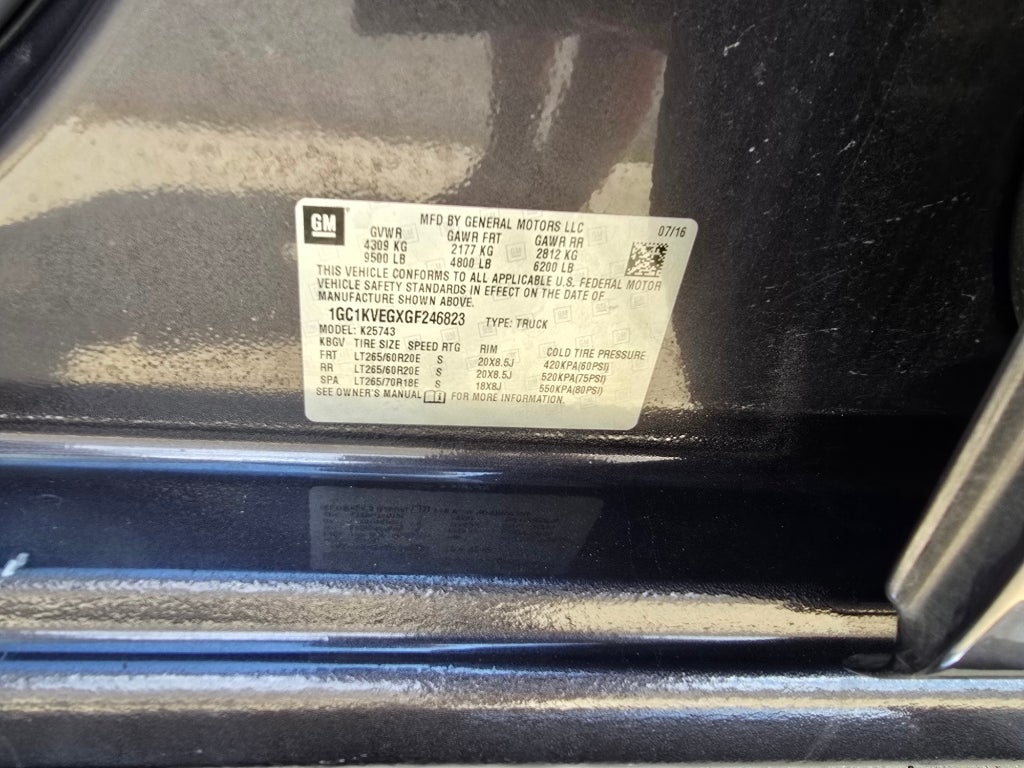 GM
MFD BY GENERAL MOTORS LLC
07/16
GVWR GAWR FRT GAWR RR
4309 KG 2177 KG 2812 KG
9500 LB 4800 LB 6200 LB
THIS VEHICLE CONFORMS TO ALL APPLICABLE U.S. FEDERAL MOTOR
VEHICLE SAFETY STANDARDS IN EFFECT ON THE DATE OF
MANUFACTURE SHOWN ABOVE.
1GC1KVEGXGF246823 TYPE: TRUCK
MODEL: K25743
KBGV TIRE SIZE SPEED RTG RIM COLD TIRE PRESSURE
FRT LT265/60R20E S 20X8.5J 420KPA(60PSI)
RR LT265/60R20E S 20X8.5J 520KPA(75PSI)
SPA LT265/70R18E S 18X8J 550KPA(80PSI)
SEE OWNER'S MANUAL FOR MORE INFORMATION.